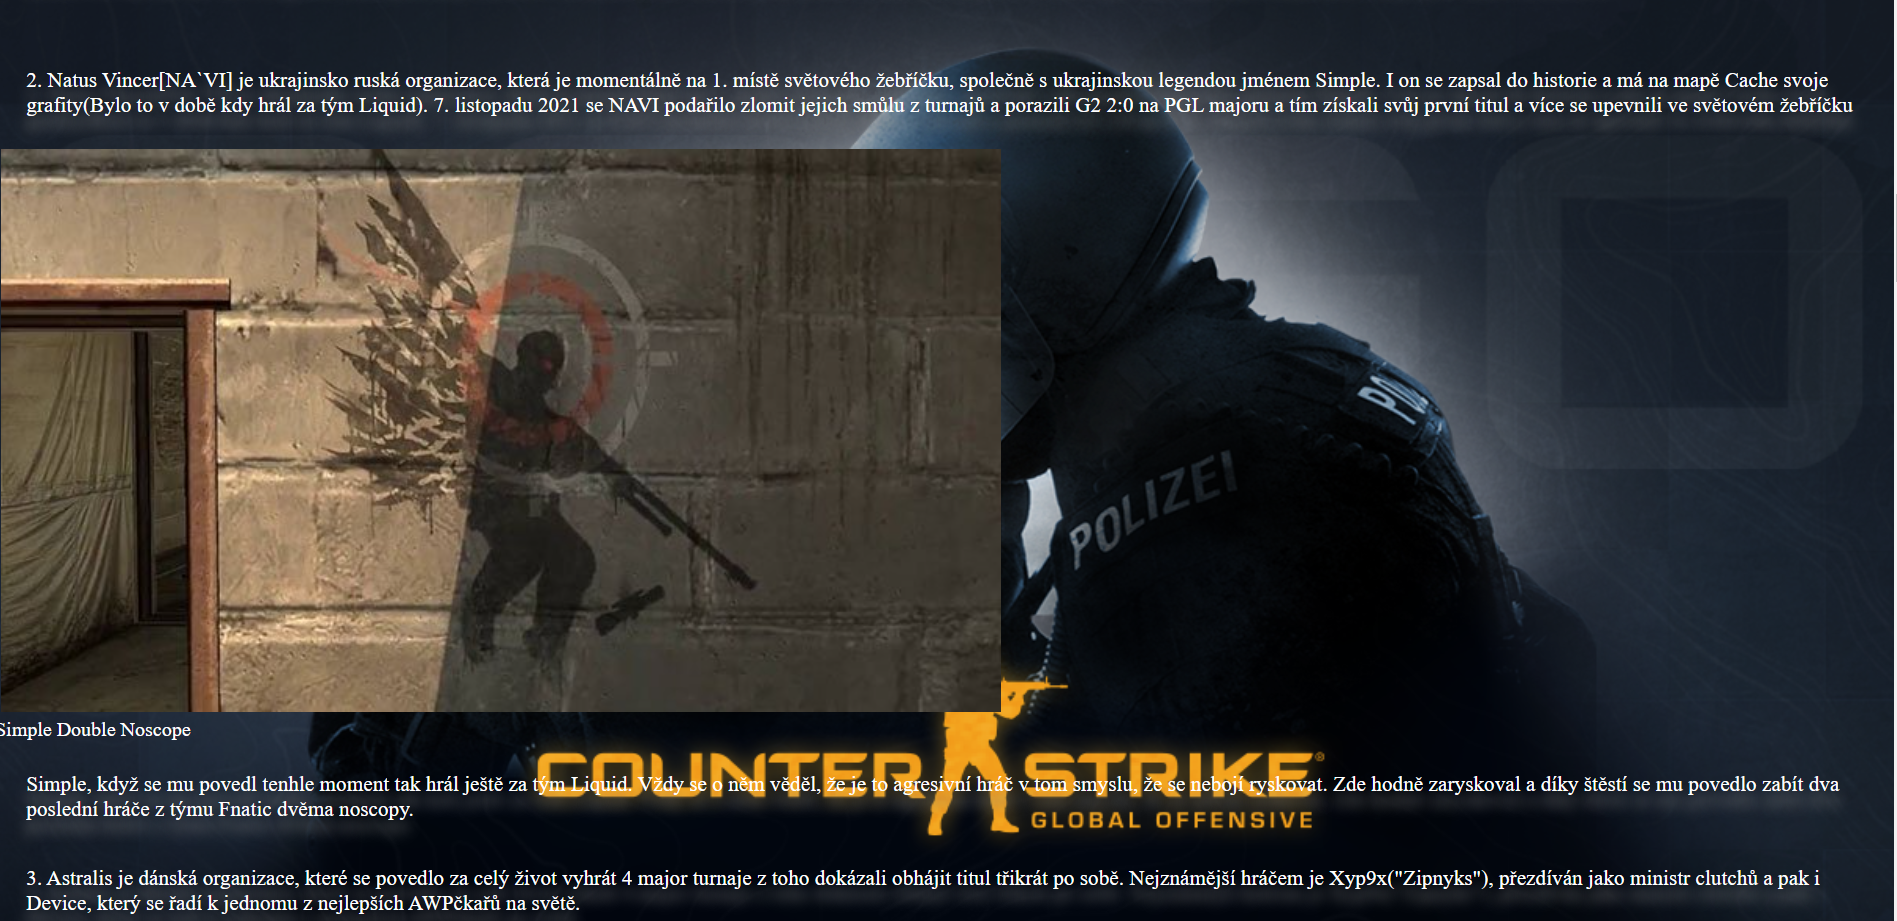 2. Natus Vincer[NA`VI] je ukrajinsko ruská organizace, která je momentálně na 1. místě světového žebříčku, společně s ukrajinskou legendou jménem Simple. I on se zapsal do historie a má na mapě Cache svoje
grafity(Bylo to v době kdy hrál za tým Liquid). 7. listopadu 2021 se NAVI podařilo zlomit jejich smůlu z turnajů a porazili G2 2:0 na PGL majoru a tím získali svůj první titul a více se upevnili ve světovém žebříčku
POLIZEI
Simple Double Noscope
COUNTER STRIKE
Simple, když se mu povedl tenhle moment tak hrál ještě za tým Liquid. Vždy se o něm věděl, že je to agresivní hráč v tom smyslu, že se nebojí ryskovat. Zde hodně zaryskoval a díky štěstí se mu povedlo zabít dva
poslední hráče z týmu Fnatic dvěma noscopy.
GLOBAL OFFENSIVE
3. Astralis je dánská organizace, které se povedlo za celý život vyhrát 4 major turnaje z toho dokázali obhájit titul třikrát po sobě. Nejznámější hráčem je Xyp9x("Zipnyks"), přezdíván jako ministr clutchů a pak i
Device, který se řadí k jednomu z nejlepších AWPčkařů na světě.